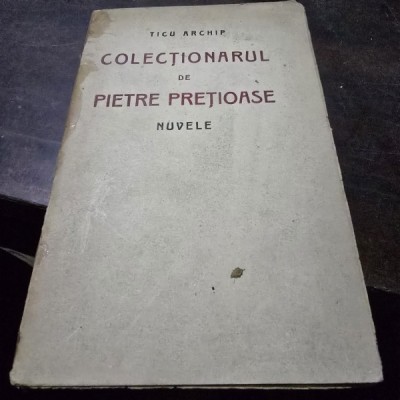 TICU ARCHIP
COLECȚIONARUL
DE
PIETRE PREȚIOASE
NUVELE